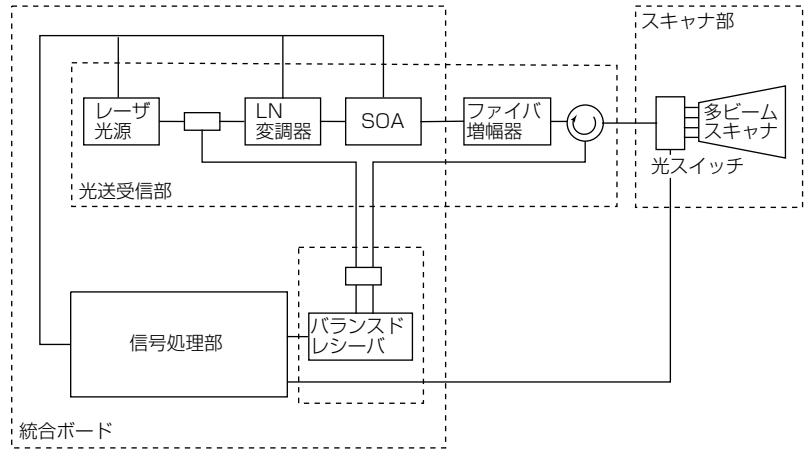 スキャナ部
レーザ
光源
LN
変調器
SOA
ファイバ
増幅器
多ビーム
スキャナ
光スイッチ
光送受信部
信号処理部
バランスド
レシーバ
統合ボード